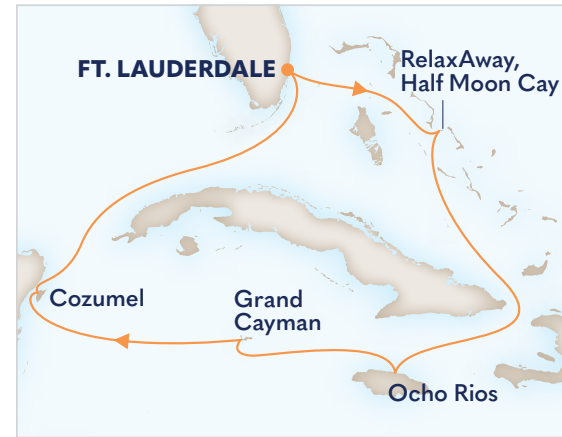 FT. LAUDERDALE
RelaxAway,
Half Moon Cay
Cozumel
Grand
Cayman
Ocho Rios